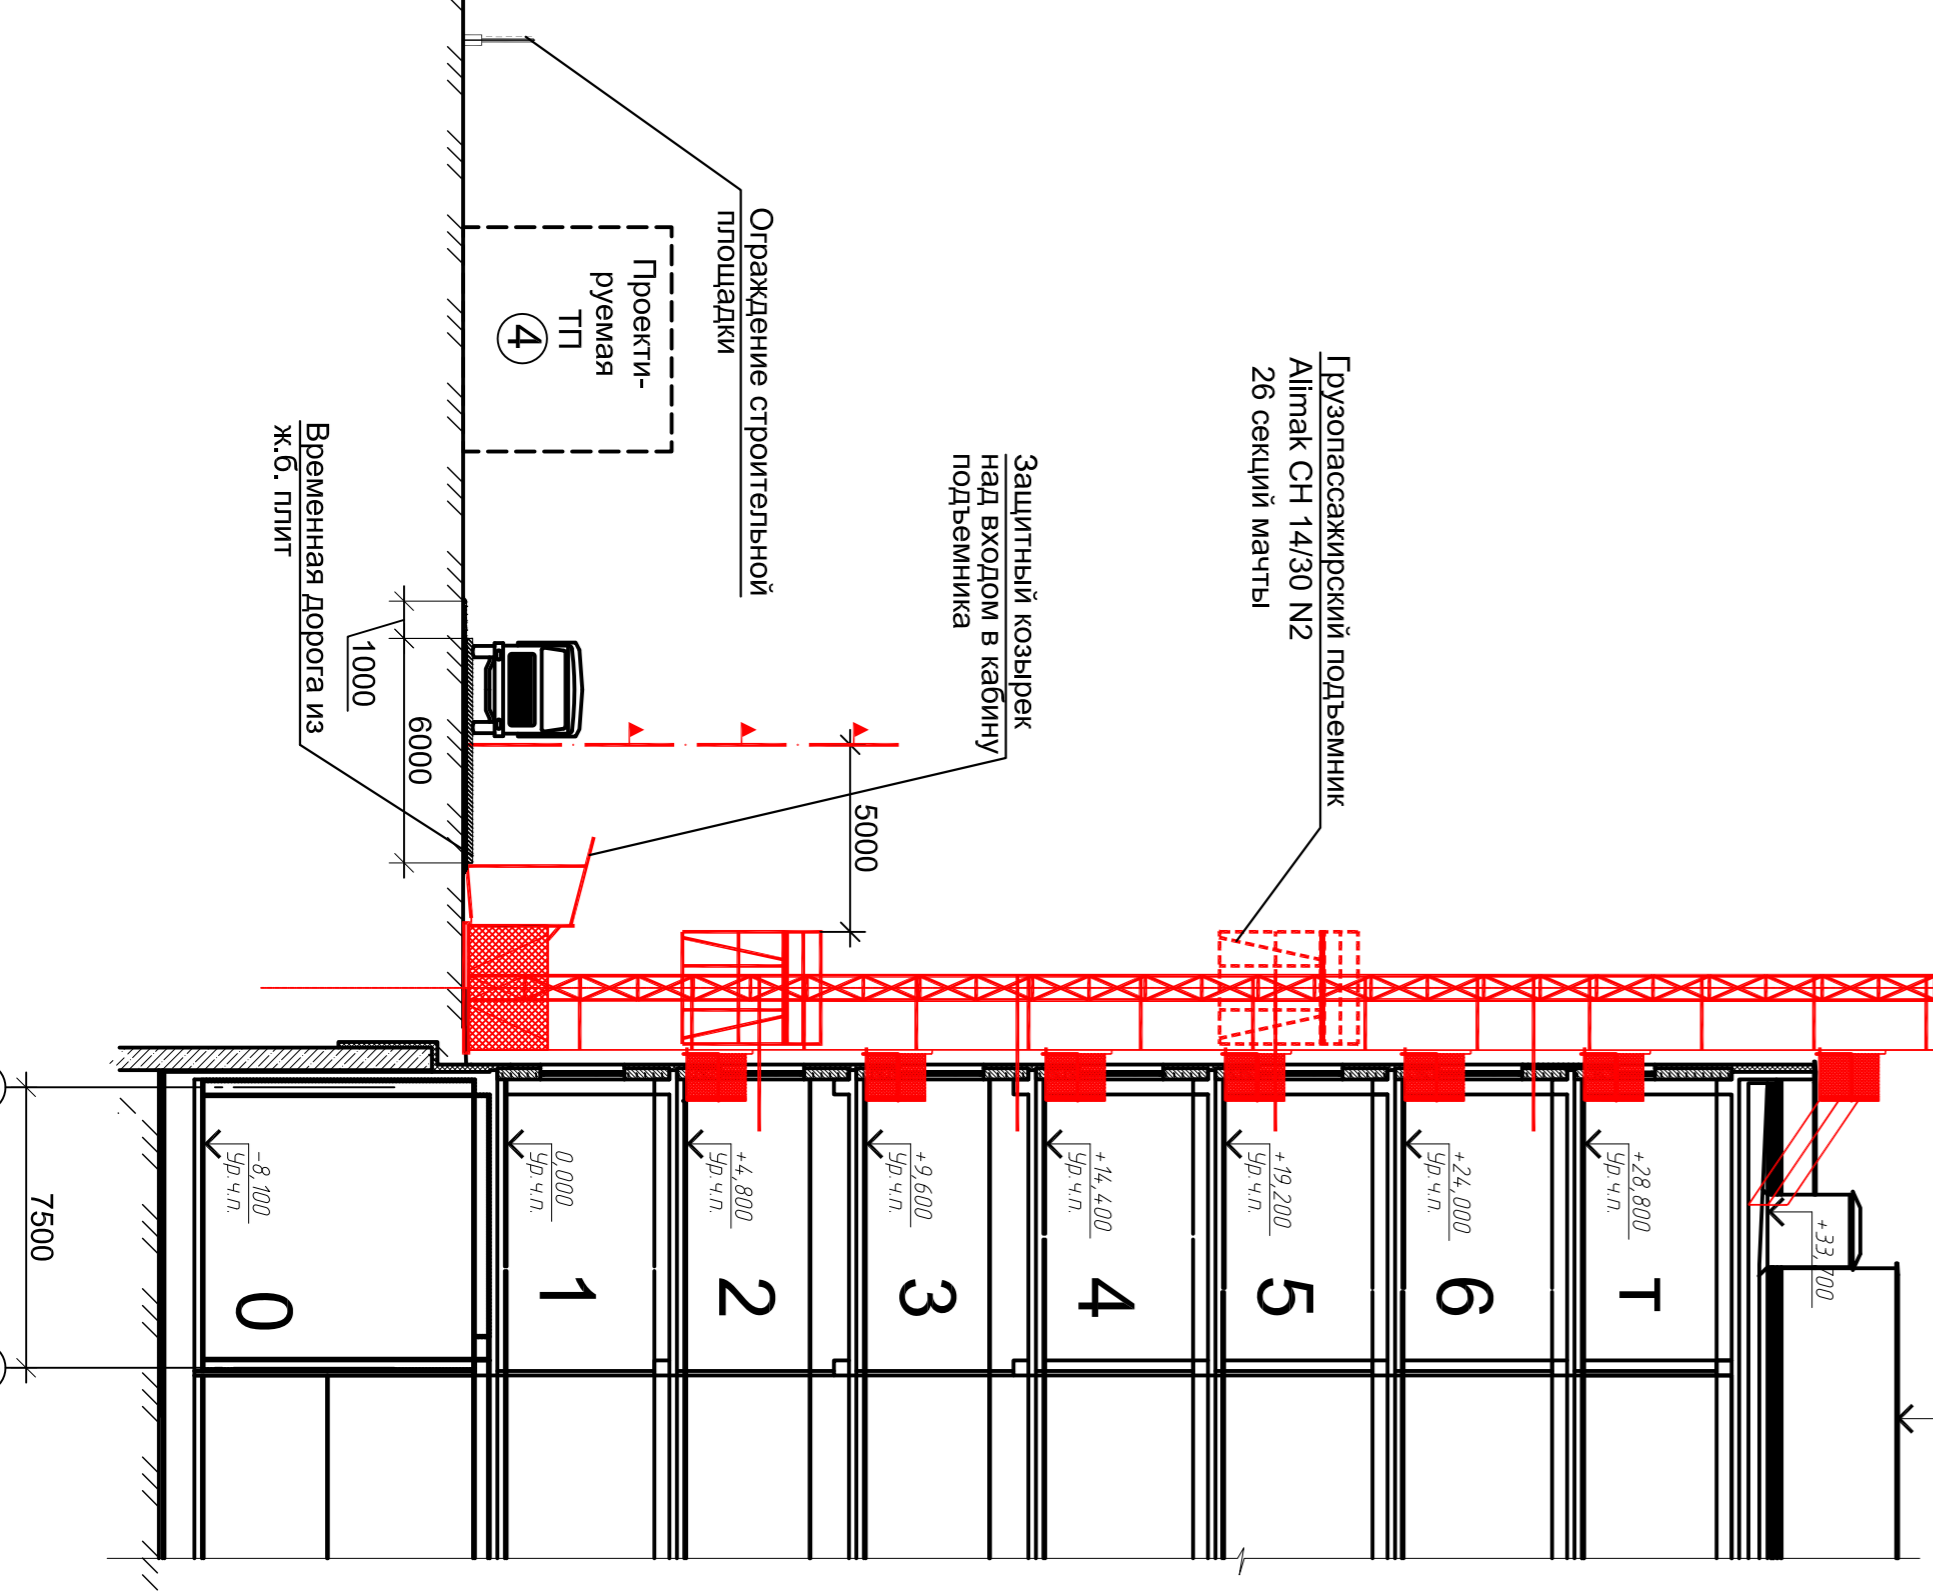 Грузопассажирский подъемник
Alimak CH 14/30 N2
26 секций мачты
Защитный козырек
над входом в кабину
подъемника
Ограждение строительной
площадки
Проекти-
руемая
ТП
4
Временная дорога из
ж.б. плит
1000
6000
5000
+33,700
+28,800
Ур.ч.п.
+24,000
Ур.ч.п.
+19,200
Ур.ч.п.
+14,400
Ур.ч.п.
+9,600
Ур.ч.п.
+4,800
Ур.ч.п.
0,000
Ур.ч.п.
-8,100
Ур.ч.п.
т
6
5
4
3
2
1
0
7500